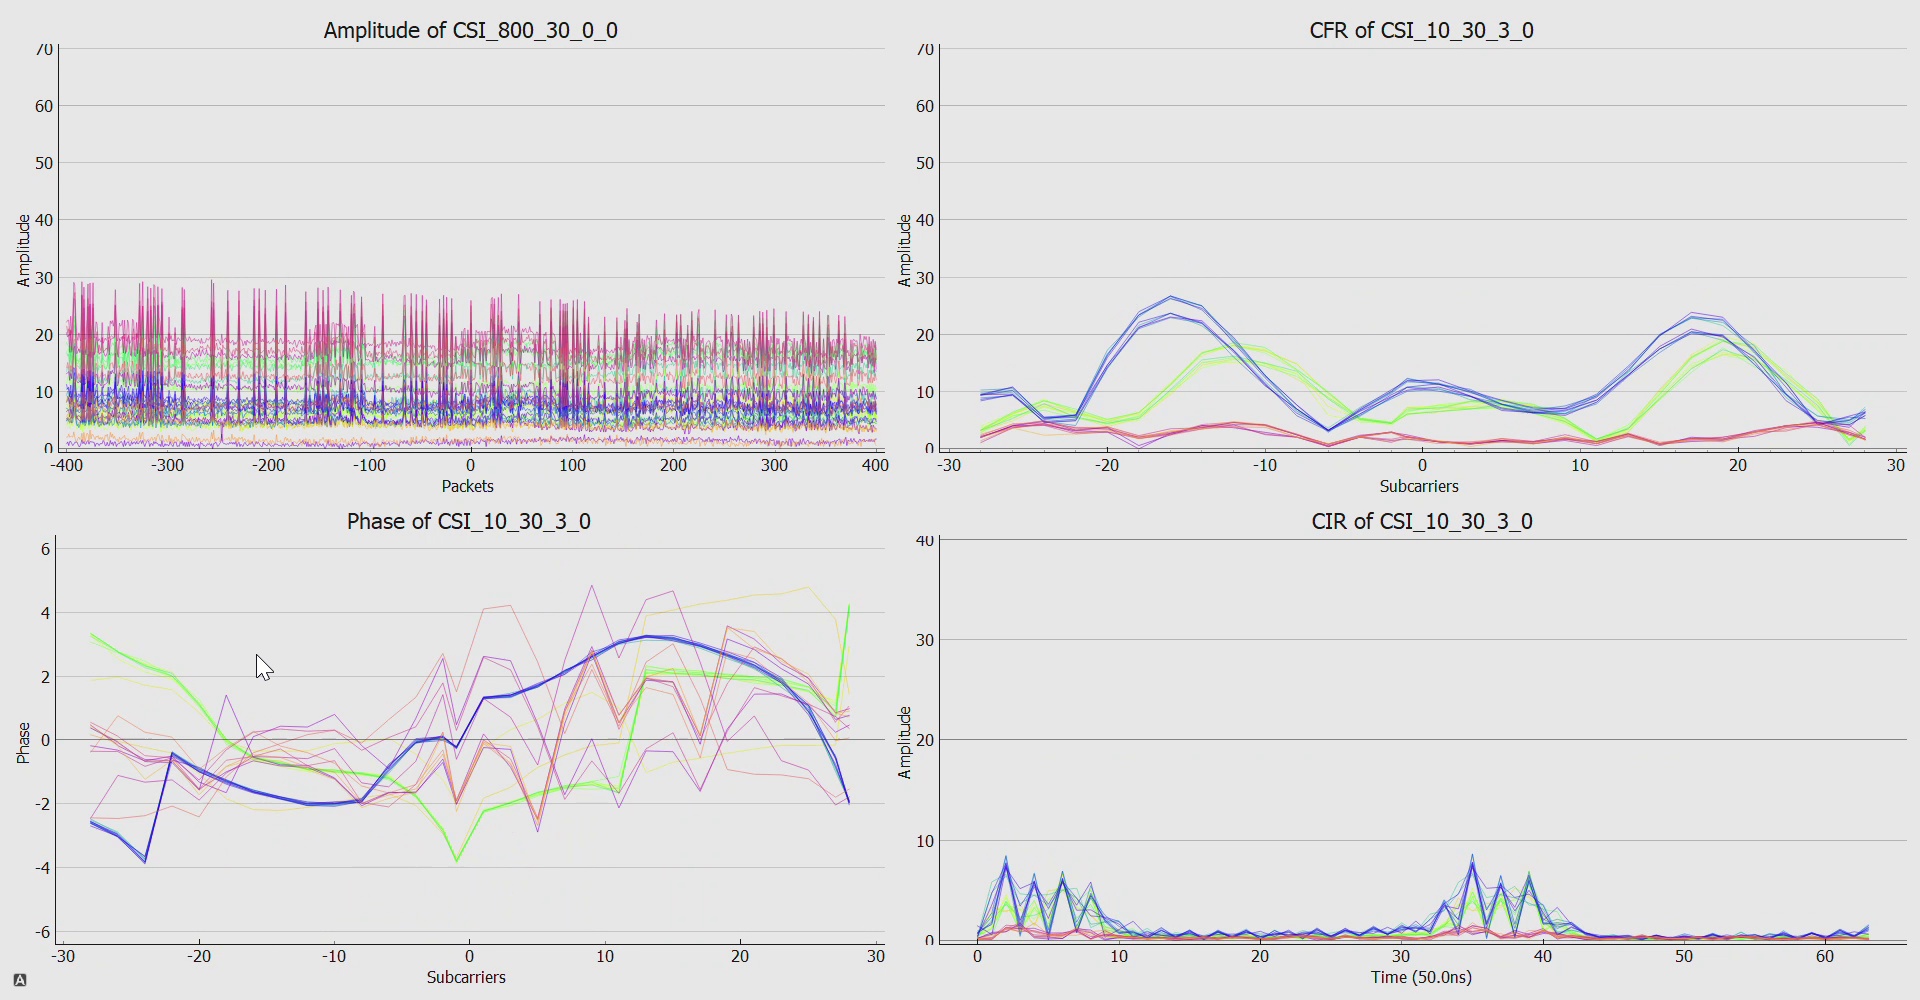 Amplitude of CSI_800_30_0_0
70
60
50
40
30
20
10
0
Amplitude
-400 -300 -200 -100 0 100 200 300 400
Packets
CFR of CSI_10_30_3_0
70
60
50
40
30
20
10
0
Amplitude
-30 -20 -10 0 10 20 30
Subcarriers
Phase of CSI_10_30_3_0
6
4
2
0
-2
-4
-6
Phase
-30 -20 -10 0 10 20 30
Subcarriers
A
CIR of CSI_10_30_3_0
40
30
20
10
0
Amplitude
0 10 20 30 40 50 60
Time (50.0ns)